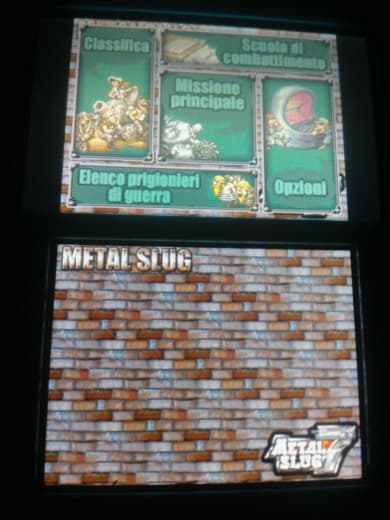 Classifica
Scuola di
combattimento
Missione
principale
Elenco prigionieri
di guerra
Opzioni
METAL SLUG
METAL
SLUG 7